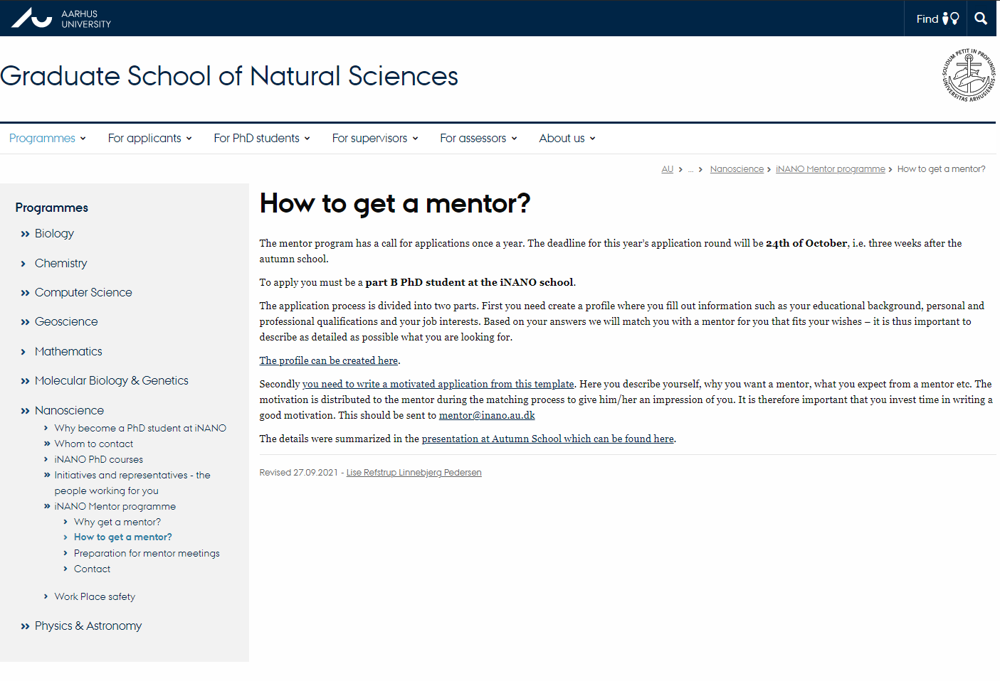 AARHUS
UNIVERSITY
Find
Graduate School of Natural Sciences
SOLIDUM PETIT IN PROFUNDIS
UNIVERSITAS ARHUSIENSIS
Programmes
For applicants
For PhD students
For supervisors
For assessors
About us
AU › ... › Nanoscience › iNANO Mentor programme › How to get a mentor?
Programmes
Biology
Chemistry
Computer Science
Geoscience
Mathematics
Molecular Biology & Genetics
Nanoscience
Why become a PhD student at iNANO
Whom to contact
iNANO PhD courses
Initiatives and representatives - the
people working for you
iNANO Mentor programme
Why get a mentor?
How to get a mentor?
Preparation for mentor meetings
Contact
Work Place safety
Physics & Astronomy
How to get a mentor?
The mentor program has a call for applications once a year. The deadline for this year’s application round will be 24th of October, i.e. three weeks after the
autumn school.
To apply you must be a part B PhD student at the iNANO school.
The application process is divided into two parts. First you need create a profile where you fill out information such as your educational background, personal and
professional qualifications and your job interests. Based on your answers we will match you with a mentor for you that fits your wishes – it is thus important to
describe as detailed as possible what you are looking for.
The profile can be created here.
Secondly you need to write a motivated application from this template. Here you describe yourself, why you want a mentor, what you expect from a mentor etc. The
motivation is distributed to the mentor during the matching process to give him/her an impression of you. It is therefore important that you invest time in writing a
good motivation. This should be sent to mentor@inano.au.dk
The details were summarized in the presentation at Autumn School which can be found here.
Revised 27.09.2021 - Lise Refstrup Linnebjerg Pedersen